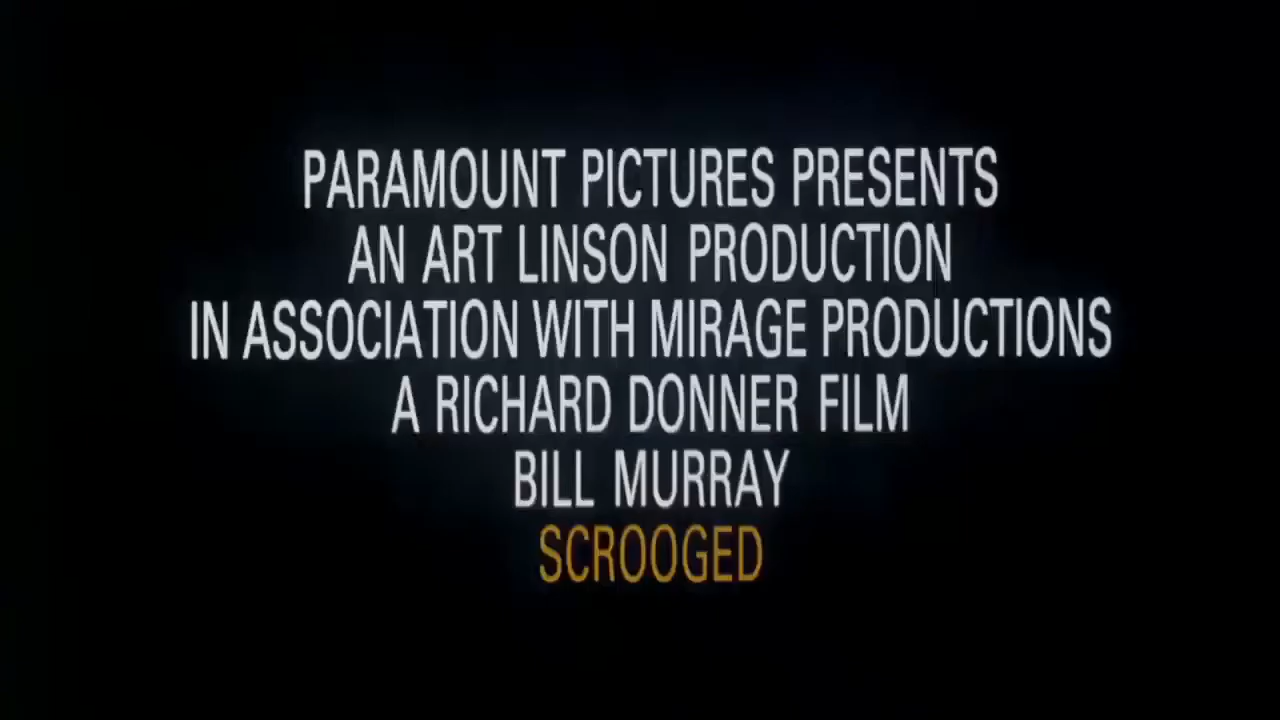 PARAMOUNT PICTURES PRESENTS
AN ART LINSON PRODUCTION
IN ASSOCIATION WITH MIRAGE PRODUCTIONS
A RICHARD DONNER FILM
BILL MURRAY
SCROOGED